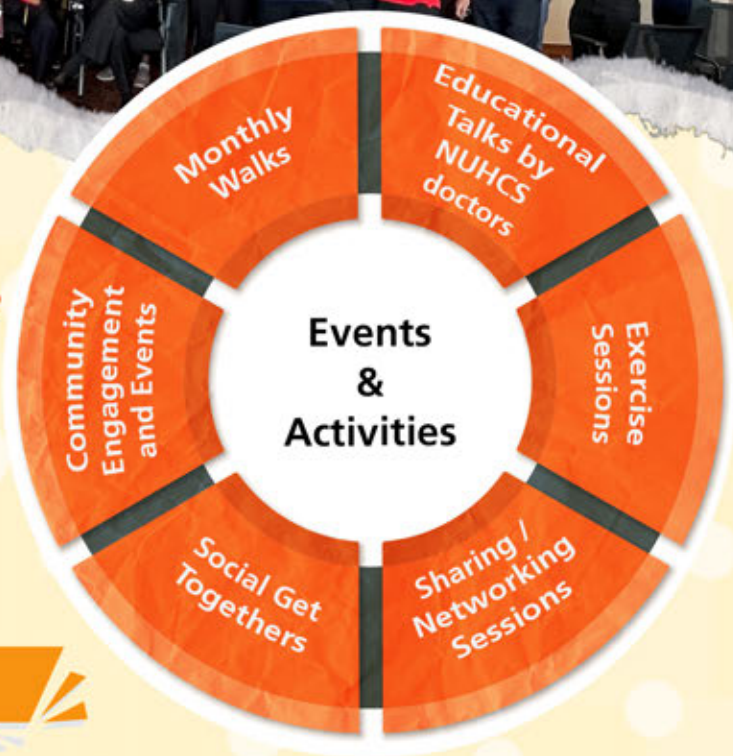 Events
&
Activities
Educational
Talks by
NUHCS
doctors
Exercise
Sessions
Sharing /
Networking
Sessions
Social Get
Togethers
Community
Engagement
and Events
Monthly
Walks